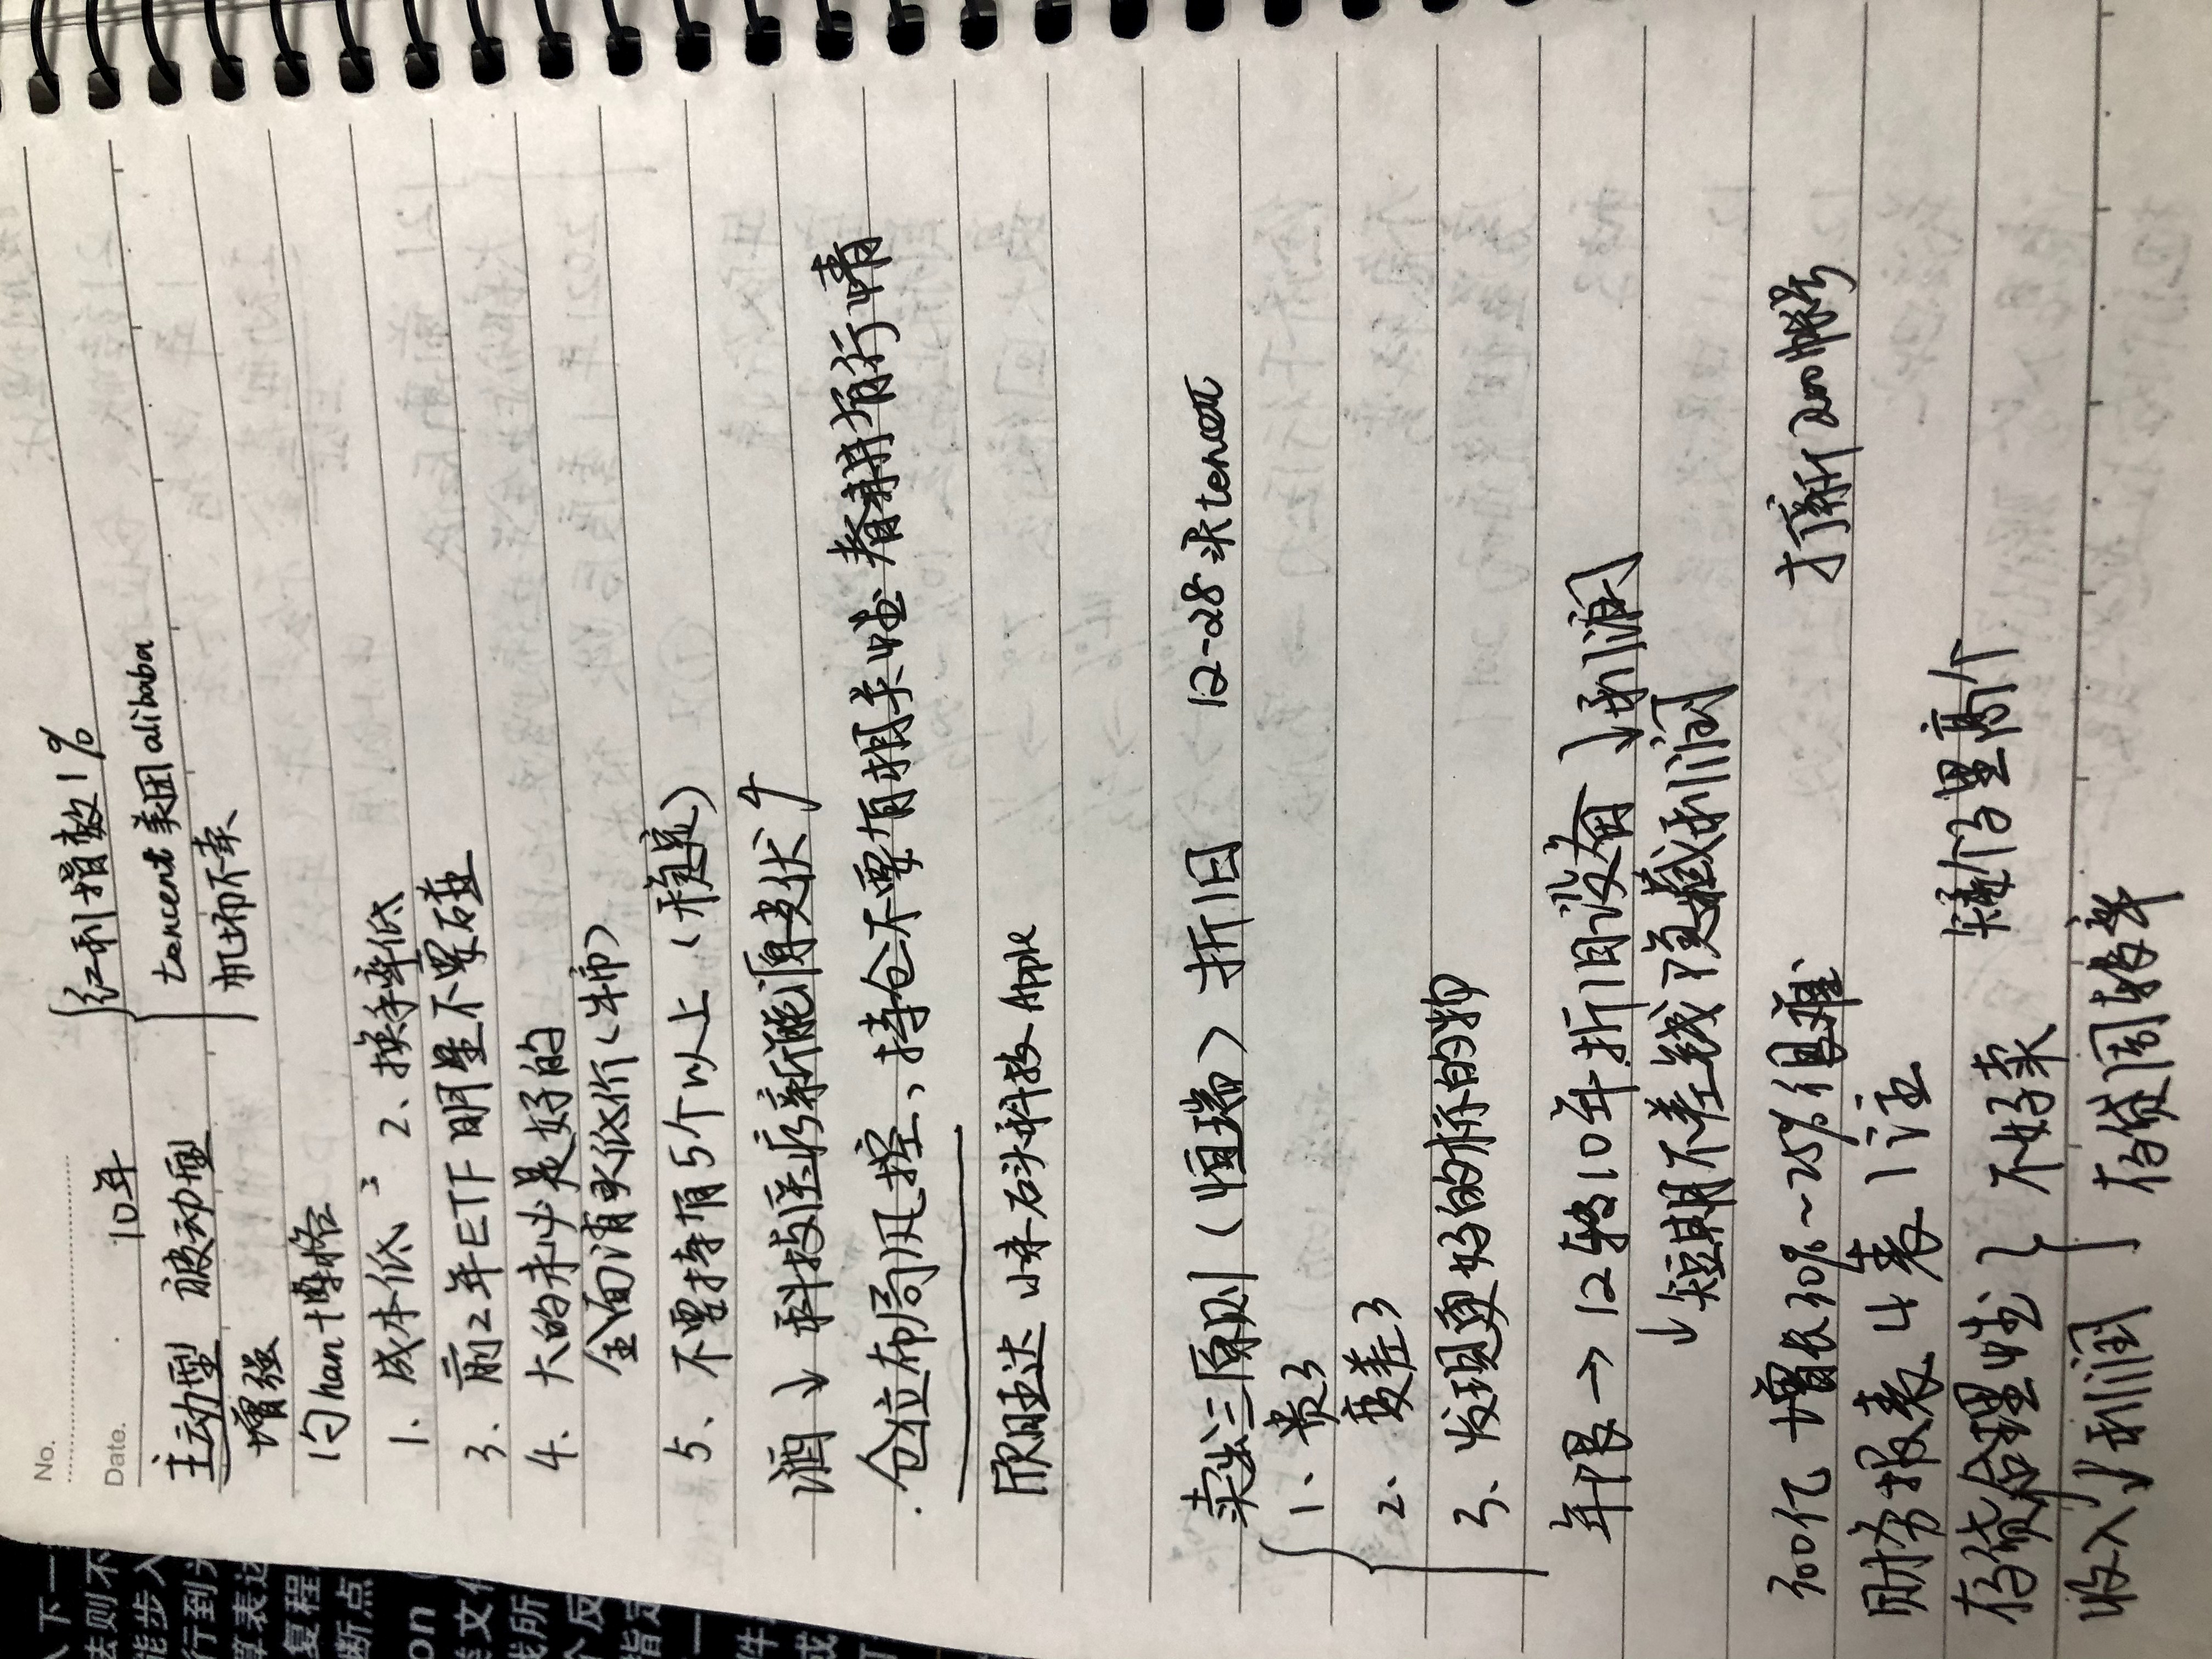 No.
Date.
10年
红利指数1%
tencent 美团 alibaba
机场不卖
主动型 被动型
增强
约han 博格
1、成本低 2、换手率低
3、前2年ETF明星不要碰
4、大的未必是好的
全面消灭低价(牛市)
5、不要持有5个以上(稳定)
酒↓ 科技医疗新能源光伏↑
仓位布局风控、持仓不要有相关性 春耕有行情
欣旺达 小米 石头科技 Apple
卖出三原则(恒瑞) 折旧 12-28 买tencent
1、贵了
2、变差了
3、发现更好的标的物
年限→12转10年折旧设备 ↓利润
↓短期不差钱 隐藏利润
300亿 增长30%~25%很难 打新200帐号
财务报表 4表1注
存货合理性 不好卖 矮个子里高个
收入↓利润 存货周转率